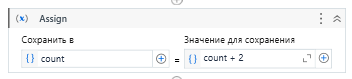 (x) Assign
Сохранить в
Значение для сохранения
{} count
=
{} count + 2